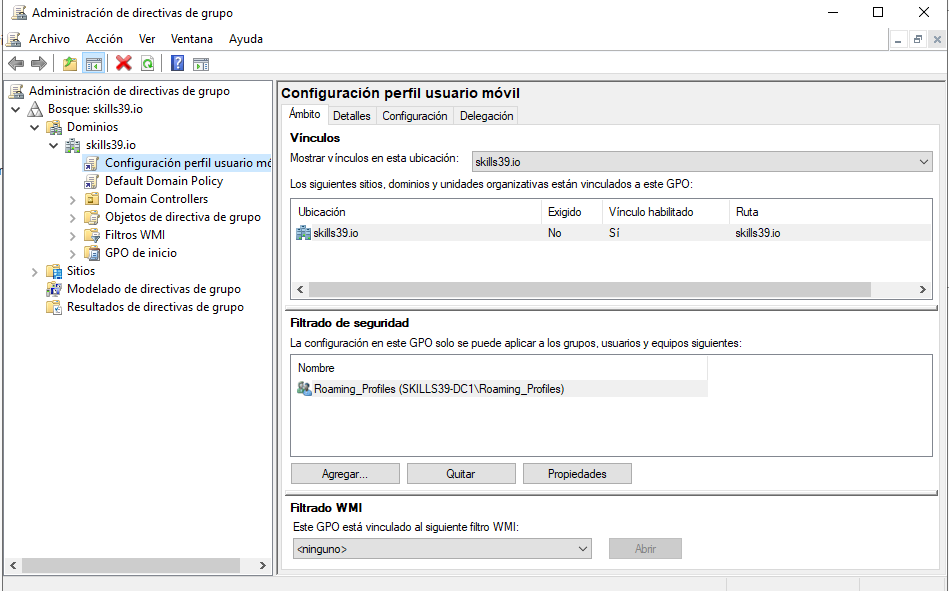 Administración de directivas de grupo
Archivo Acción Ver Ventana Ayuda
Administración de directivas de grupo
Bosque: skills39.io
Dominios
skills39.io
Configuración perfil usuario mó
Default Domain Policy
Domain Controllers
Objetos de directiva de grupo
Filtros WMI
GPO de inicio
Sitios
Modelado de directivas de grupo
Resultados de directivas de grupo
Configuración perfil usuario móvil
Ámbito Detalles Configuración Delegación
Vínculos
Mostrar vínculos en esta ubicación: skills39.io
Los siguientes sitios, dominios y unidades organizativas están vinculados a este GPO:
Ubicación Exigido Vínculo habilitado Ruta
skills39.io No Sí skills39.io
Filtrado de seguridad
La configuración en este GPO solo se puede aplicar a los grupos, usuarios y equipos siguientes:
Nombre
Roaming_Profiles (SKILLS39-DC1\Roaming_Profiles)
Agregar... Quitar Propiedades
Filtrado WMI
Este GPO está vinculado al siguiente filtro WMI:
<ninguno> Abrir